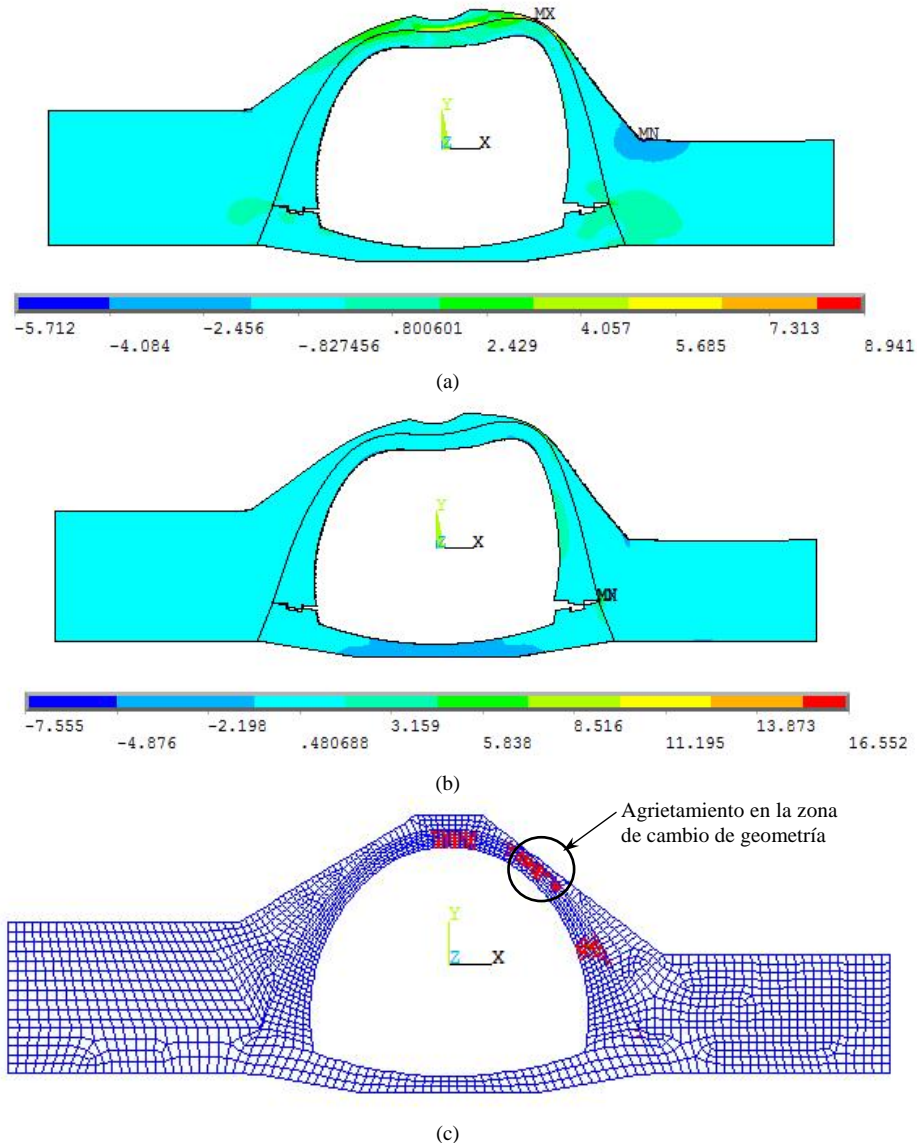 MX
Y
MN
Z X
-5.712 -2.456 .800601 4.057 7.313
-4.084 -.827456 2.429 5.685 8.941
(a)
Y
Z X
MN
-7.555 -2.198 3.159 8.516 13.873
-4.876 .480688 5.838 11.195 16.552
(b)
Agrietamiento en la zona
de cambio de geometría
Y
Z X
(c)